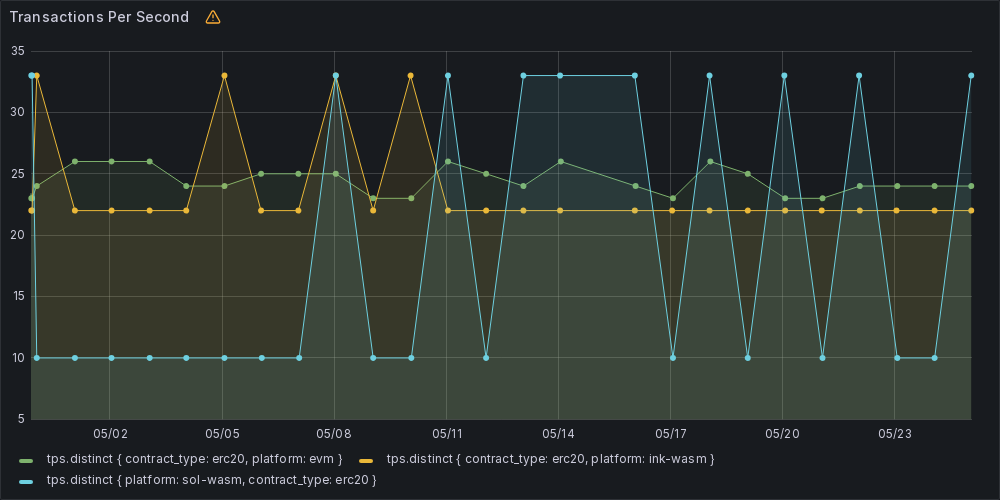 Transactions Per Second
35
30
25
20
15
10
5
05/02 05/05 05/08 05/11 05/14 05/17 05/20 05/23
tps.distinct { contract_type: erc20, platform: evm } tps.distinct { contract_type: erc20, platform: ink-wasm }
tps.distinct { platform: sol-wasm, contract_type: erc20 }